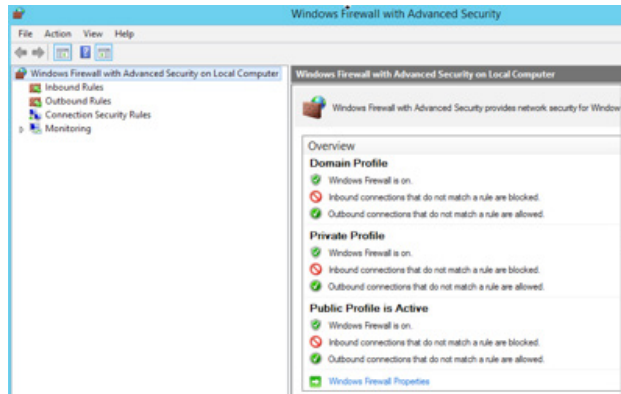 Windows Firewall with Advanced Security
File Action View Help
Windows Firewall with Advanced Security on Local Computer
Inbound Rules
Outbound Rules
Connection Security Rules
Monitoring
Windows Firewall with Advanced Security on Local Computer
Windows Firewall with Advanced Security provides network security for Window
Overview
Domain Profile
Windows Firewall is on.
Inbound connections that do not match a rule are blocked.
Outbound connections that do not match a rule are allowed.
Private Profile
Windows Firewall is on.
Inbound connections that do not match a rule are blocked.
Outbound connections that do not match a rule are allowed.
Public Profile is Active
Windows Firewall is on.
Inbound connections that do not match a rule are blocked.
Outbound connections that do not match a rule are allowed.
Windows Firewall Properties